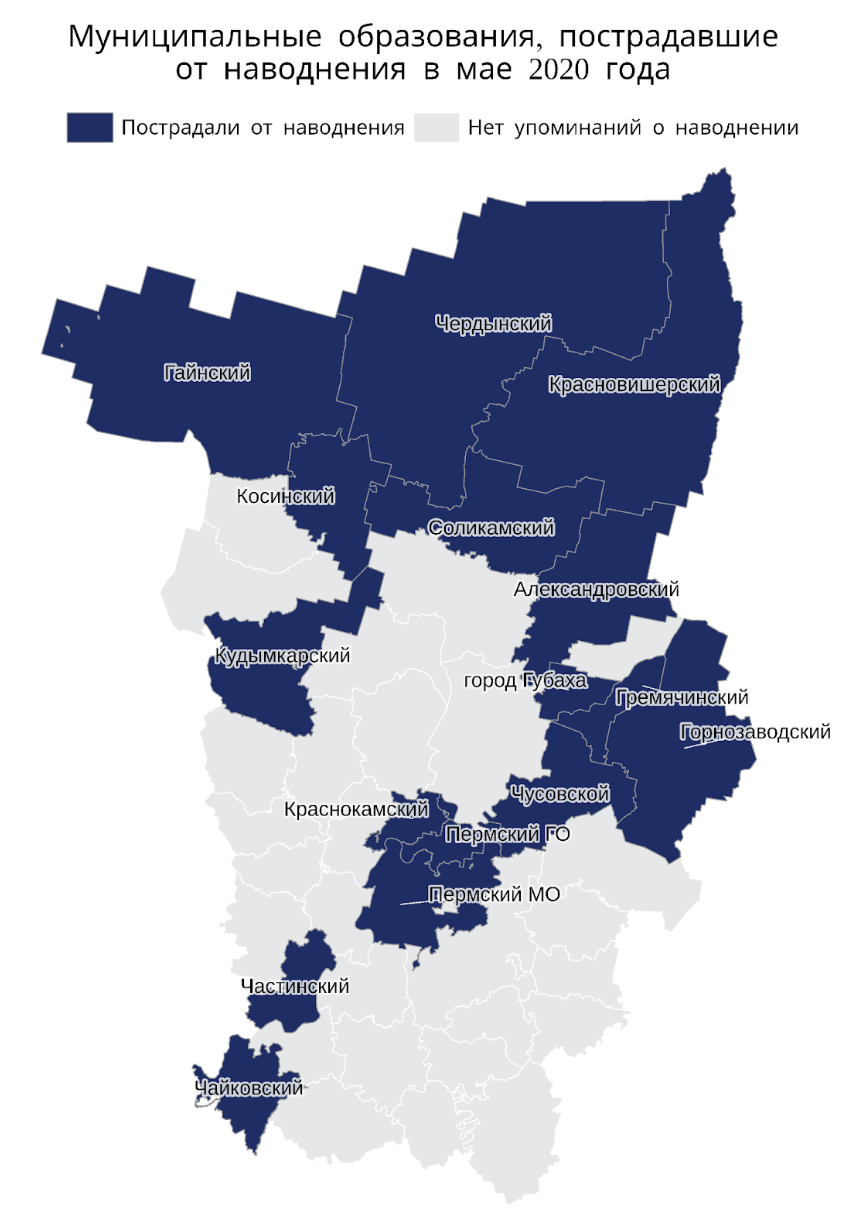 Муниципальные образования, пострадавшие
от наводнения в мае 2020 года
Пострадали от наводнения
Нет упоминаний о наводнении
Чердынский
Гайнский
Красновишерский
Косинский
Соликамский
Александровский
Кудымкарский
город Губаха
Гремячинский
Горнозаводский
Чусовской
Краснокамский
Пермский ГО
Пермский МО
Частинский
Чайковский